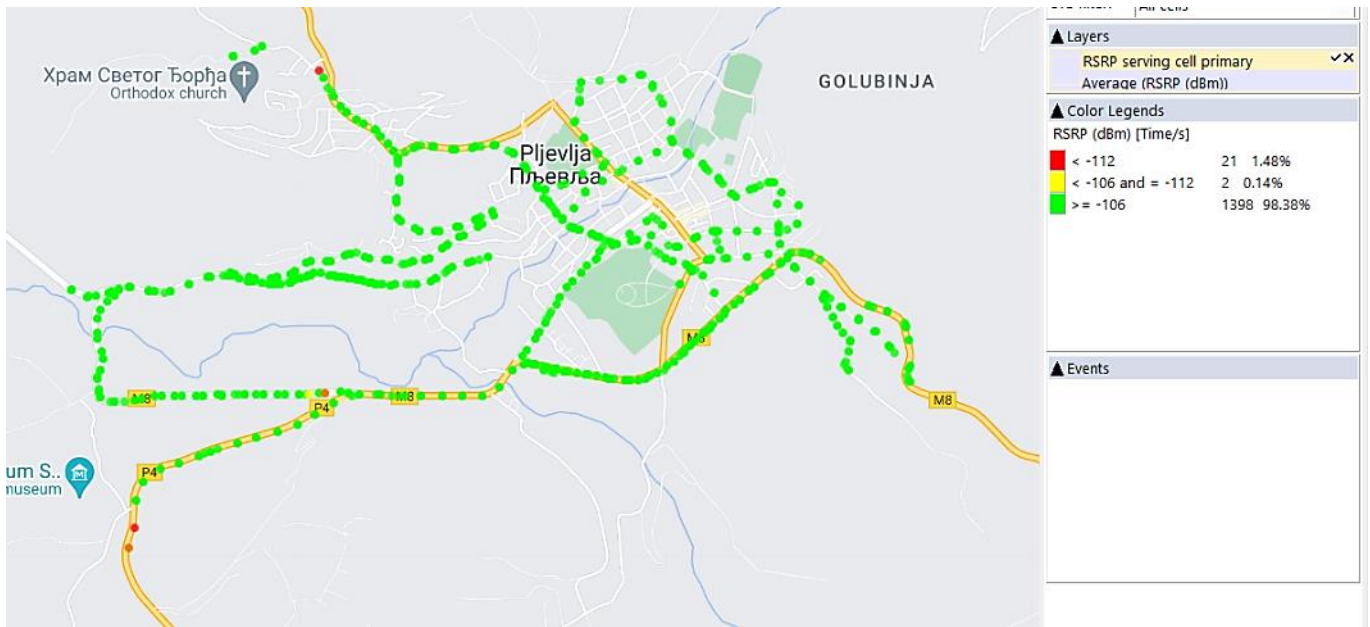 Храм Светог Ђорђа
Orthodox church
GOLUBINJA
Pljevlja
Пљевља
M6
M8
M8
M8
P4
P4
um S..
museum
All cells
Layers
RSRP serving cell primary
Average (RSRP (dBm))
Color Legends
RSRP (dBm) [Time/s]
< -112 21 1.48%
< -106 and = -112 2 0.14%
>= -106 1398 98.38%
Events